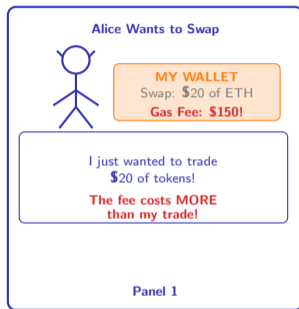 Alice Wants to Swap
MY WALLET
Swap: $20 of ETH
Gas Fee: $150!
I just wanted to trade
$20 of tokens!
The fee costs MORE
than my trade!
Panel 1